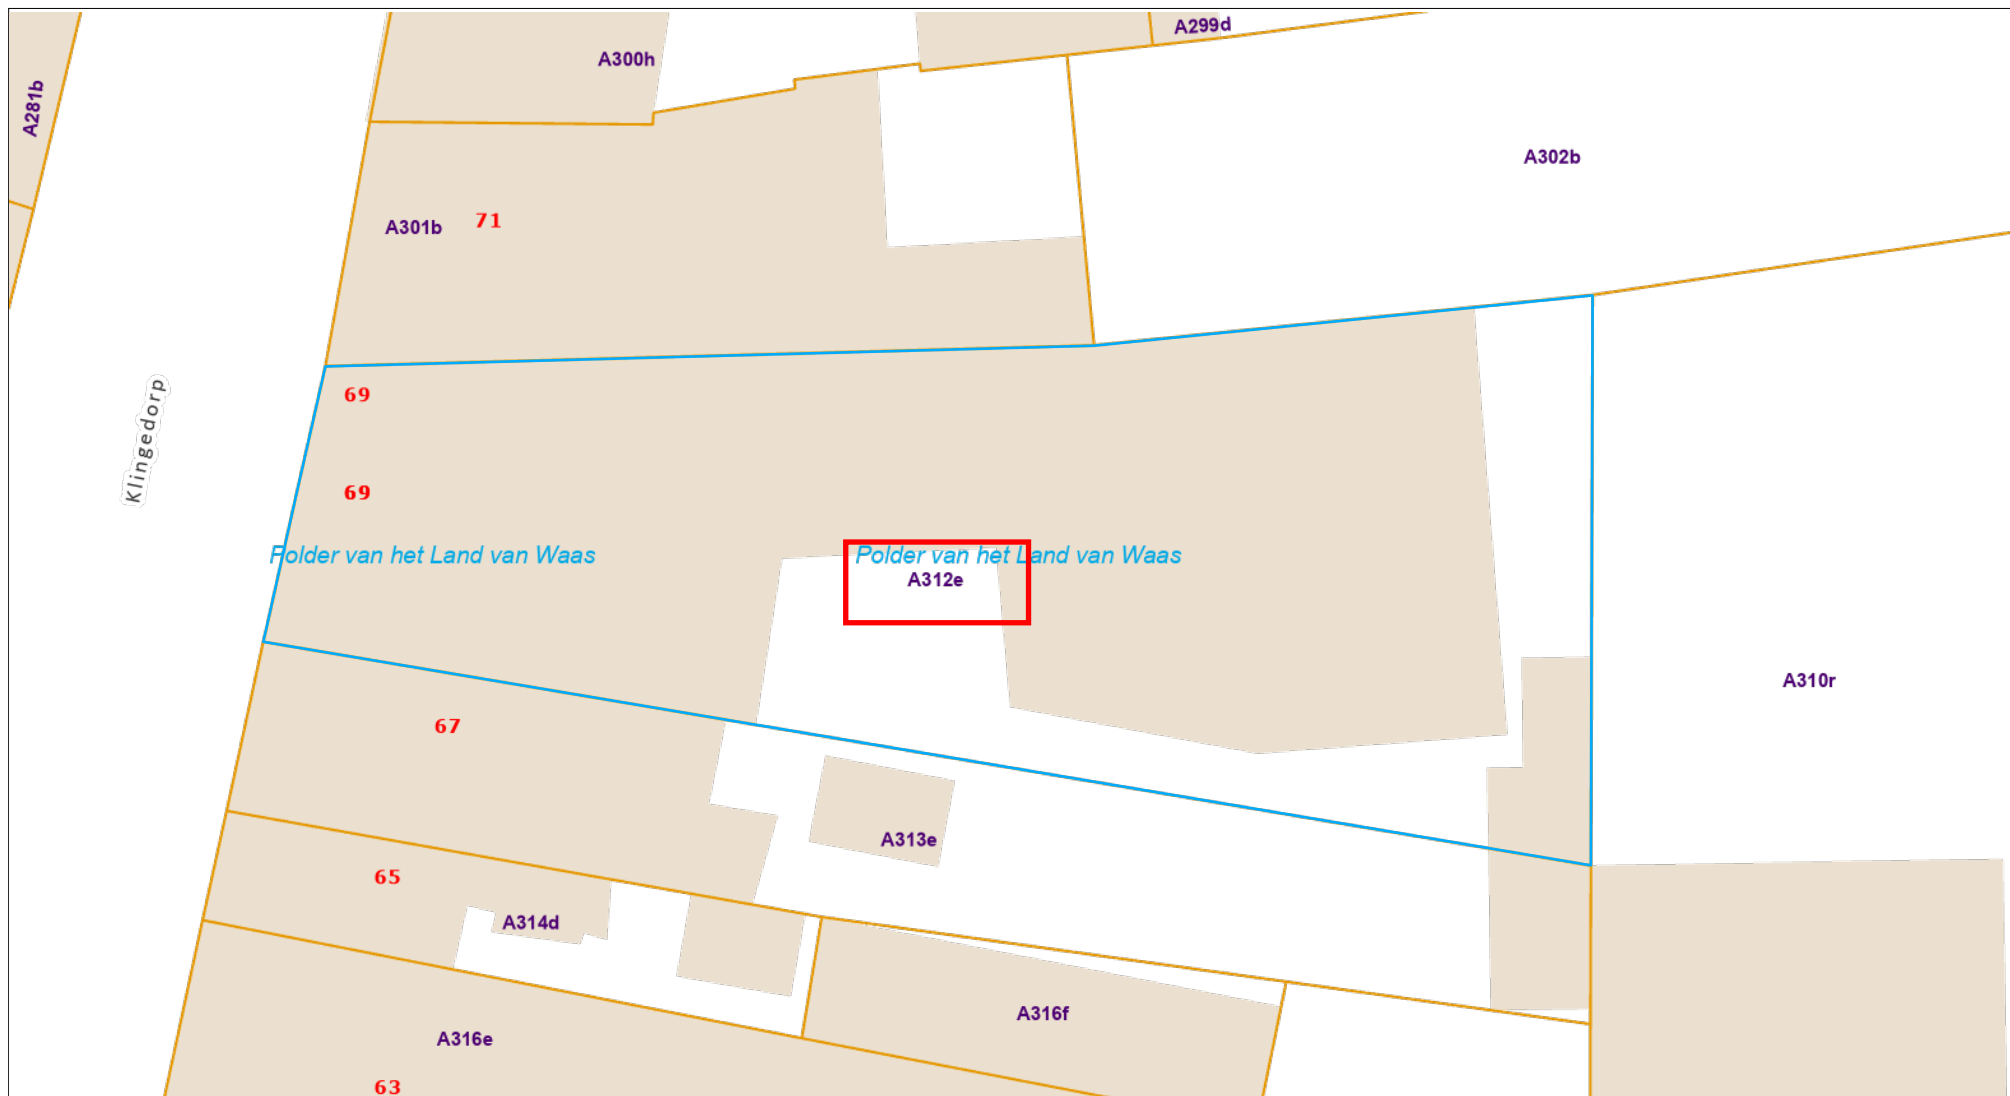 A299d
A300h
A281b
A302b
A301b 71
69
Klingedorp
69
Polder van het Land van Waas Polder van het Land van Waas
A312e
A310r
67
A313e
65
A314d
A316f
A316e
63